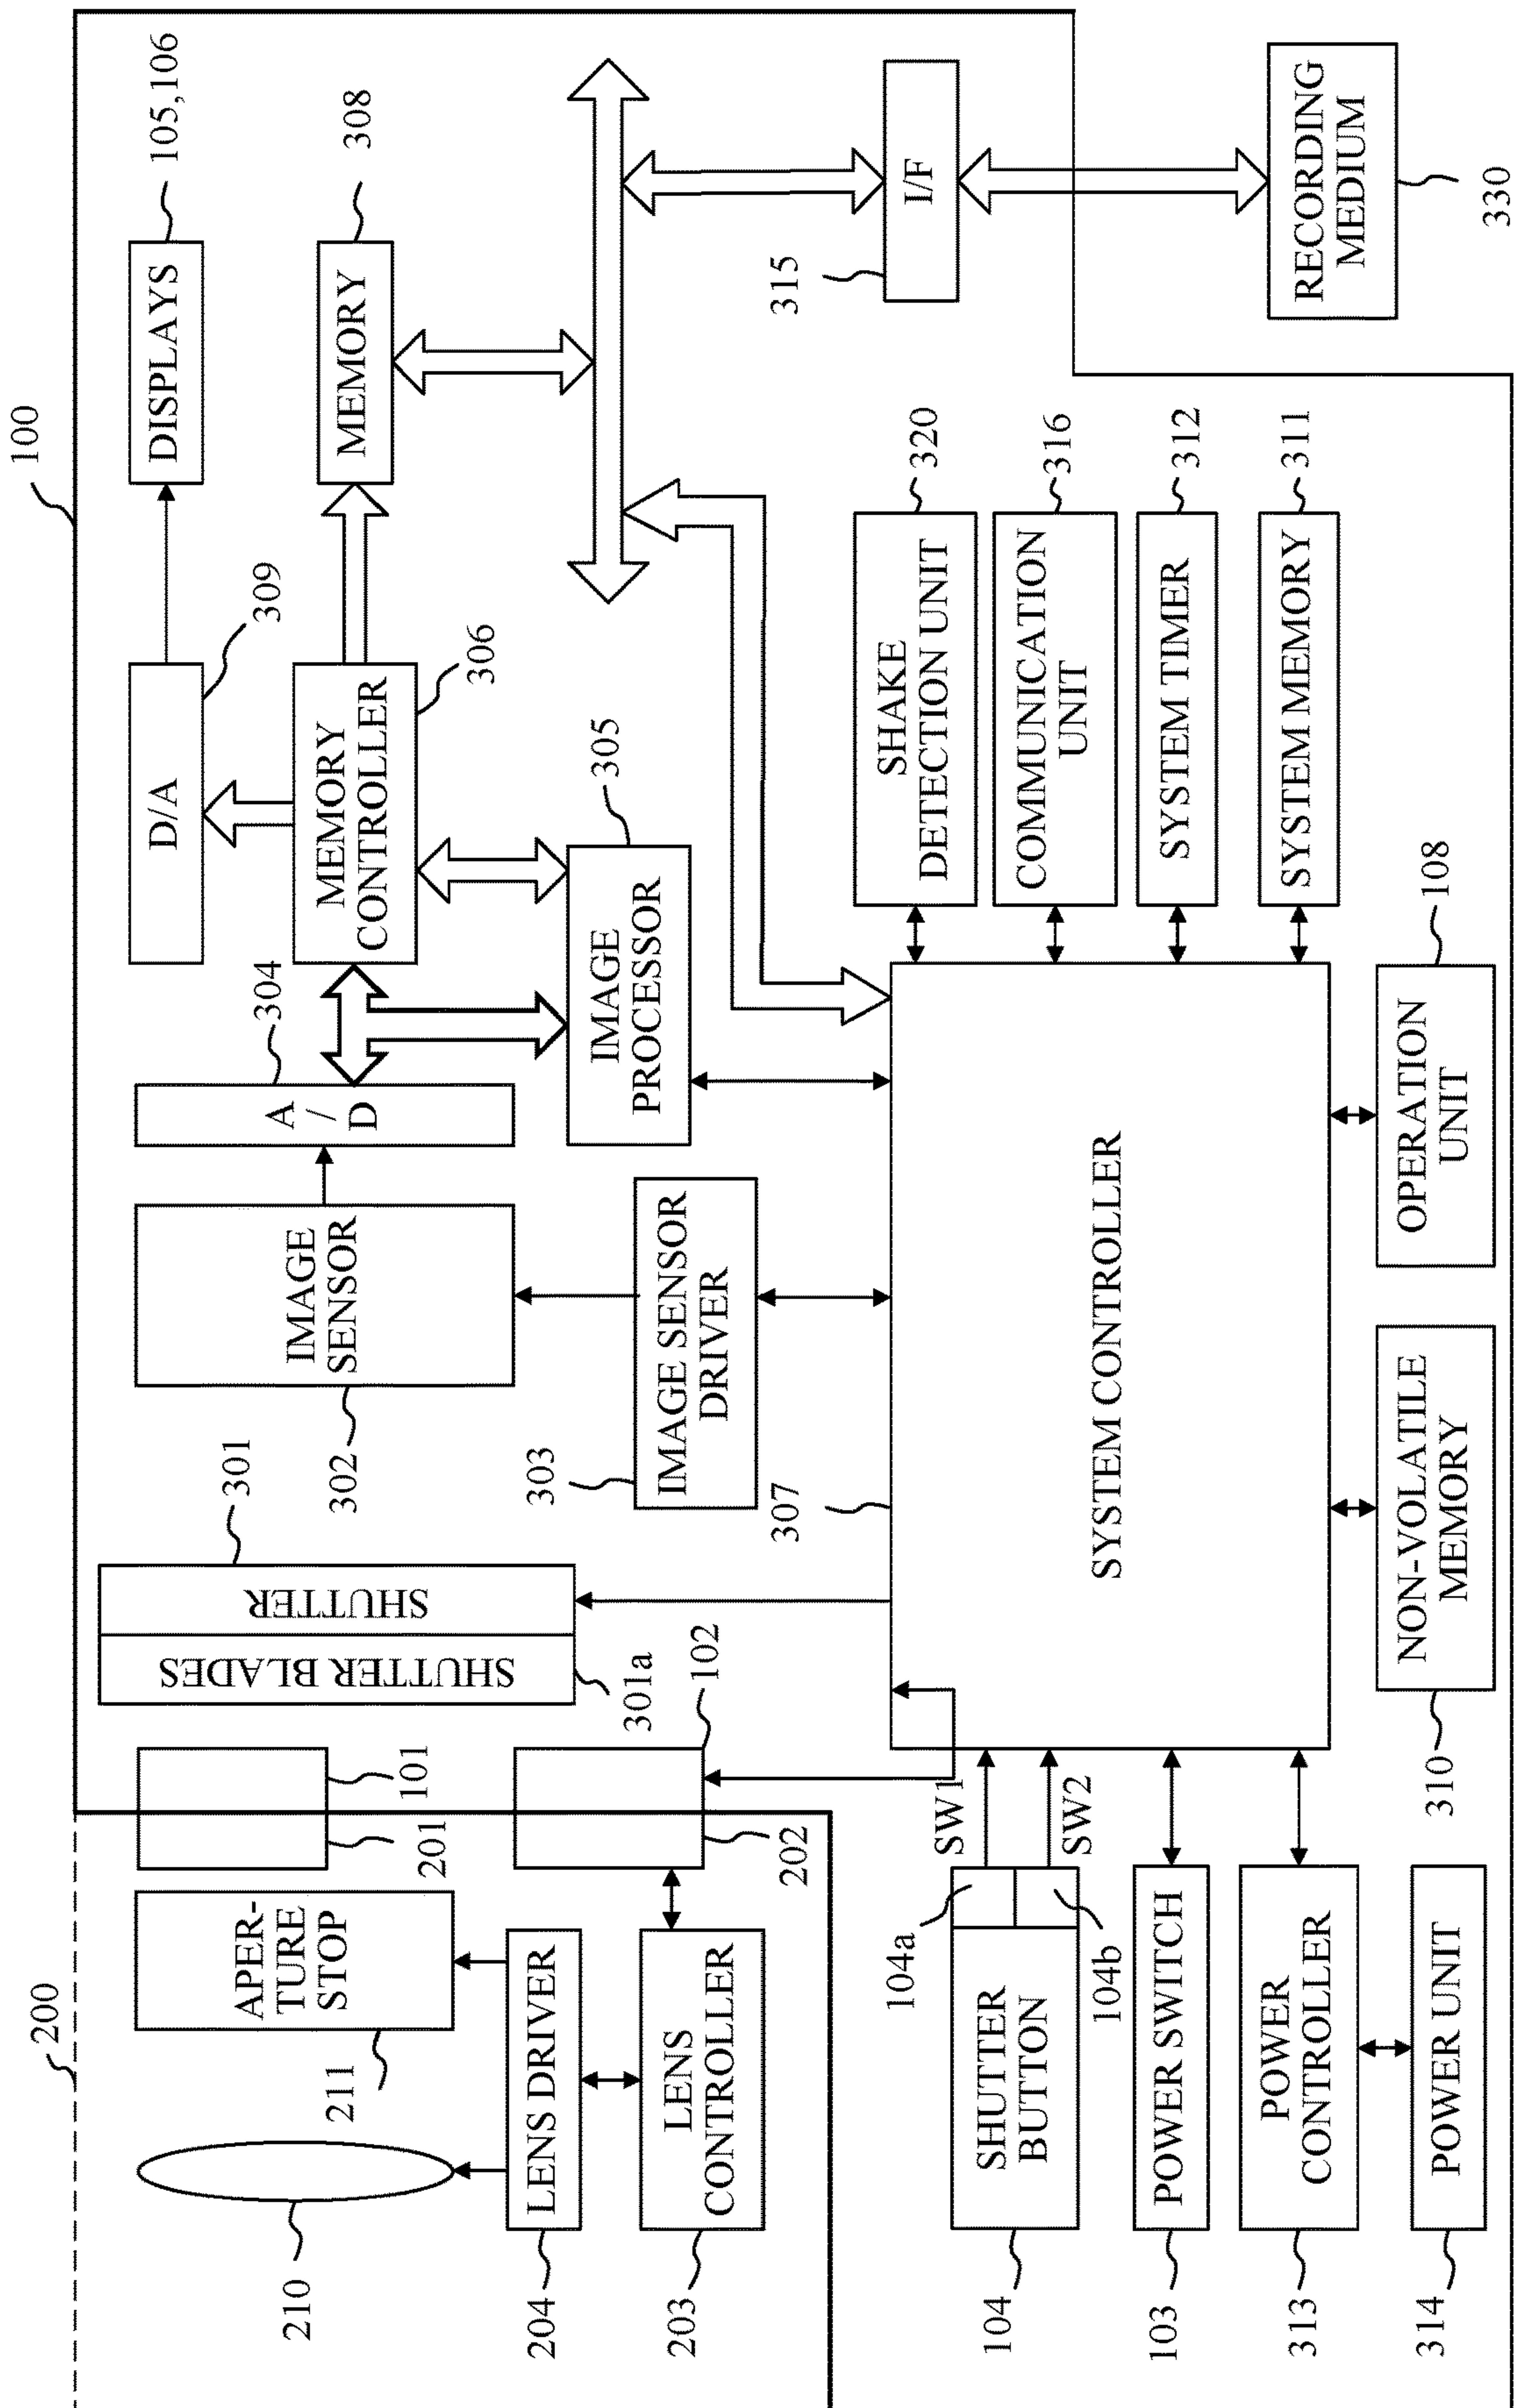 200
100
210
211
APER-
TURE
STOP
201
101
SHUTTER BLADES
SHUTTER
301
301a
302
IMAGE
SENSOR
A
/
D
304
D/A
309
DISPLAYS
105,106
MEMORY
CONTROLLER
306
MEMORY
308
204
LENS DRIVER
203
LENS
CONTROLLER
202
102
303
IMAGE SENSOR
DRIVER
IMAGE
PROCESSOR
305
307
SYSTEM CONTROLLER
315
I/F
RECORDING
MEDIUM
330
104
SHUTTER
BUTTON
104a
104b
SW1
SW2
103
POWER SWITCH
313
POWER
CONTROLLER
314
POWER UNIT
SHAKE
DETECTION UNIT
320
COMMUNICATION
UNIT
316
SYSTEM TIMER
312
SYSTEM MEMORY
311
310
NON-VOLATILE
MEMORY
OPERATION
UNIT
108